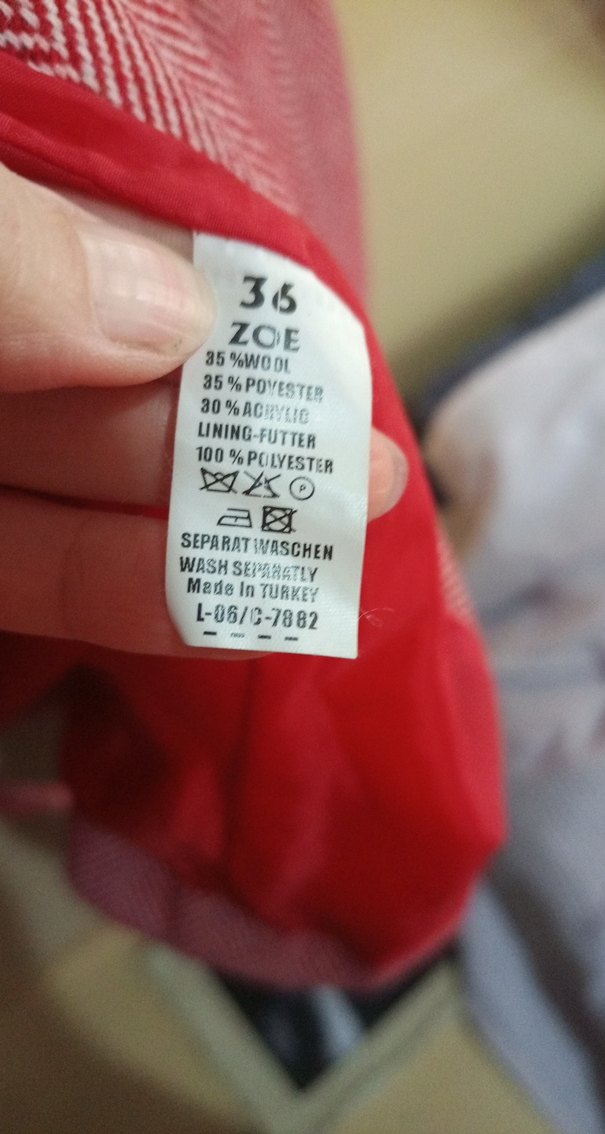 36
ZOE
35 %WOOL
35 % POYESTER
30 % ACRYLIC
LINING-FUTTER
100 % POLYESTER
P
SEPARAT WASCHEN
WASH SEPARATLY
Made In TURKEY
L-06/C-7882